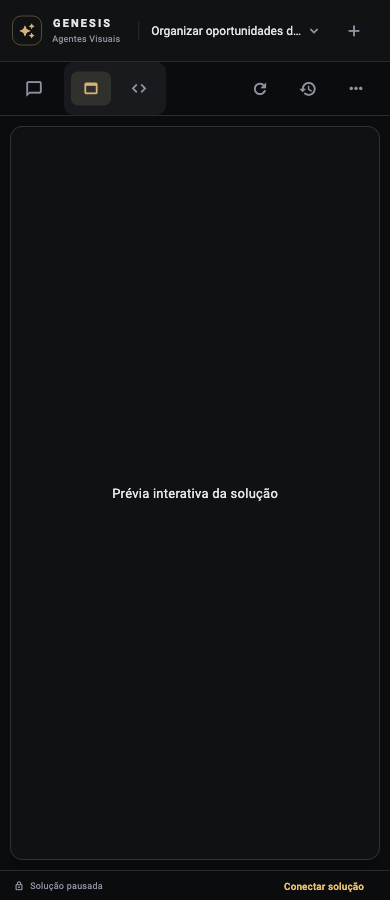 GENESIS
Agentes Visuais
Organizar oportunidades d...
Prévia interativa da solução
Solução pausada
Conectar solução